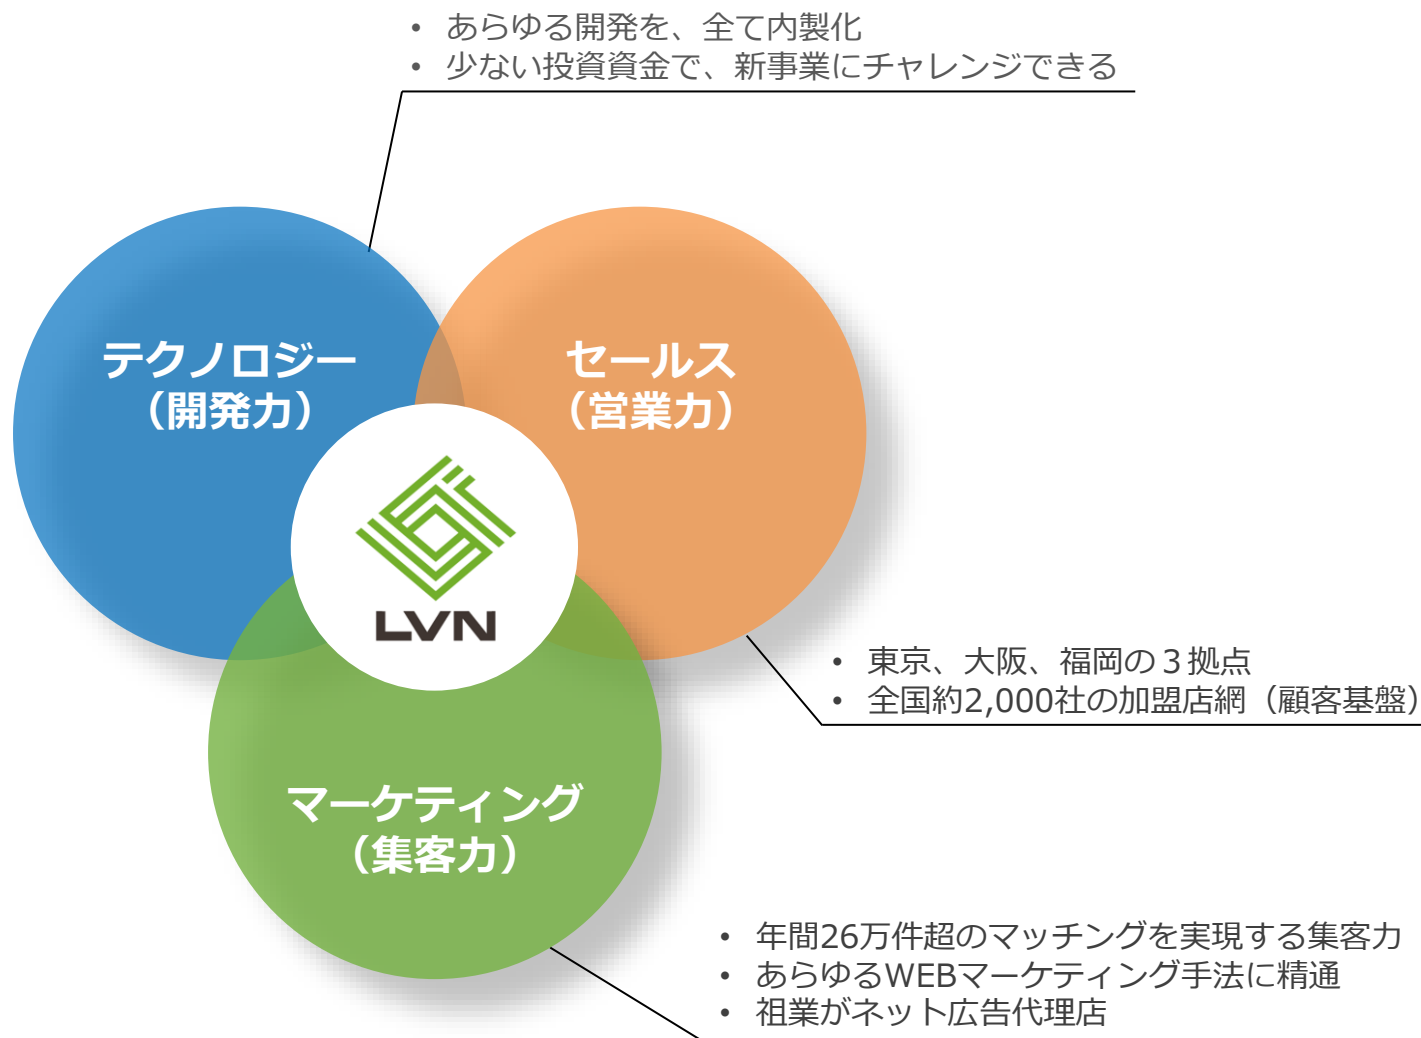 • あらゆる開発を、全て内製化
• 少ない投資資金で、新事業にチャレンジできる
テクノロジー
（開発力）
セールス
（営業力）
LVN
• 東京、大阪、福岡の３拠点
• 全国約2,000社の加盟店網（顧客基盤）
マーケティング
（集客力）
• 年間26万件超のマッチングを実現する集客力
• あらゆるWEBマーケティング手法に精通
• 祖業がネット広告代理店